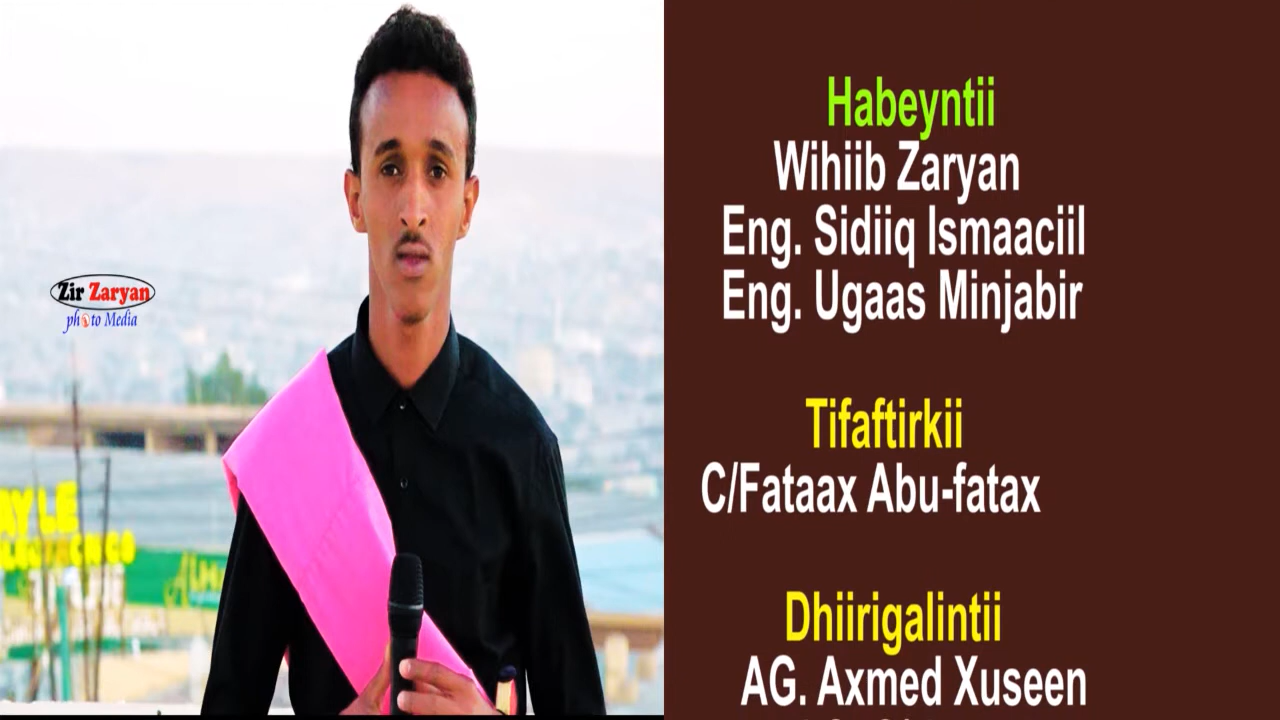 Zir Zaryan
photo Media
AYLE
Habeyntii
Wihiib Zaryan
Eng. Sidiiq Ismaaciil
Eng. Ugaas Minjabir
Tifaftirkii
C/Fataax Abu-fatax
Dhiirigalintii
AG. Axmed Xuseen